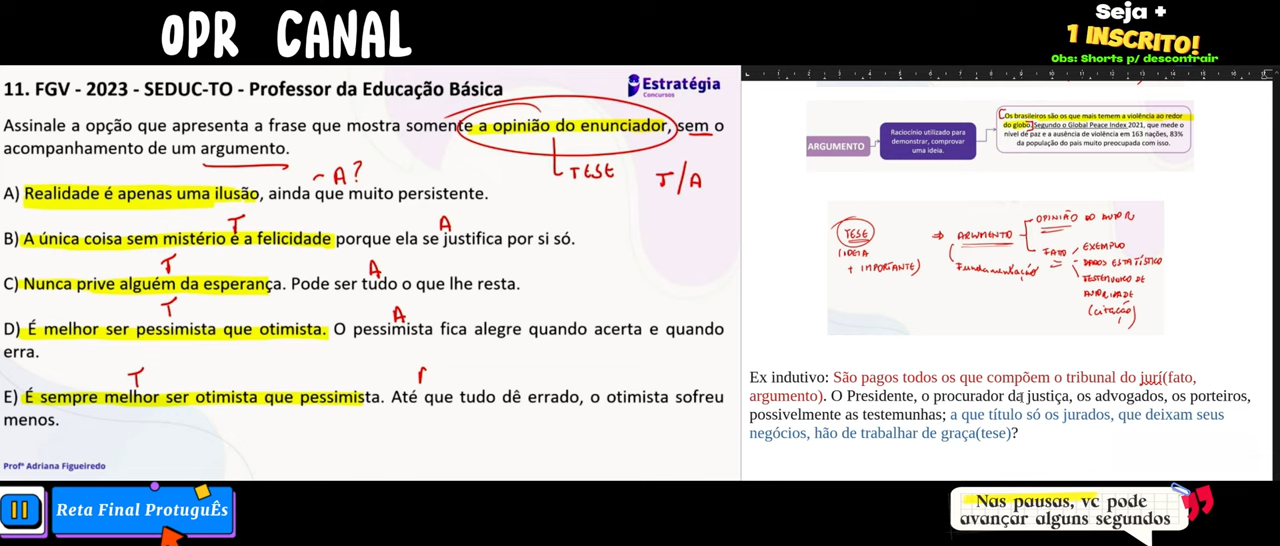 OPR CANAL
Seja +
1 INSCRITO!
Obs: Shorts p/ descontrair
11. FGV - 2023 - SEDUC-TO - Professor da Educação Básica
Estratégia
Concursos
Assinale a opção que apresenta a frase que mostra somente a opinião do enunciador, sem o
acompanhamento de um argumento.
TESE
T/A
- A?
A) Realidade é apenas uma ilusão, ainda que muito persistente.
T
A
B) A única coisa sem mistério é a felicidade porque ela se justifica por si só.
T
A
C) Nunca prive alguém da esperança. Pode ser tudo o que lhe resta.
T
A
D) É melhor ser pessimista que otimista. O pessimista fica alegre quando acerta e quando
erra.
T
E) É sempre melhor ser otimista que pessimista. Até que tudo dê errado, o otimista sofreu
menos.
Profª Adriana Figueiredo
ARGUMENTO
Raciocínio utilizado para
demonstrar, comprovar
uma ideia.
Os brasileiros são os que mais temem a violência ao redor
do globo. Segundo o Global Peace Index 2021, que mede o
nível de paz e a ausência de violência em 163 nações, 83%
da população do país muito preocupada com isso.
TESE
(IDEIA
+ IMPORTANTE)
⇒ ARGUMENTO
Fundamentação
OPINIÃO DO AUTOR
FATO
EXEMPLO
DADOS ESTATÍSTICO
TESTEMUNHO DE
AUTORIDADE
(citação)
Ex indutivo: São pagos todos os que compõem o tribunal do jurí(fato,
argumento). O Presidente, o procurador da justiça, os advogados, os porteiros,
possivelmente as testemunhas; a que título só os jurados, que deixam seus
negócios, hão de trabalhar de graça(tese)?
Reta Final ProtuguÊs
Nas pausas, vc pode
avançar alguns segundos